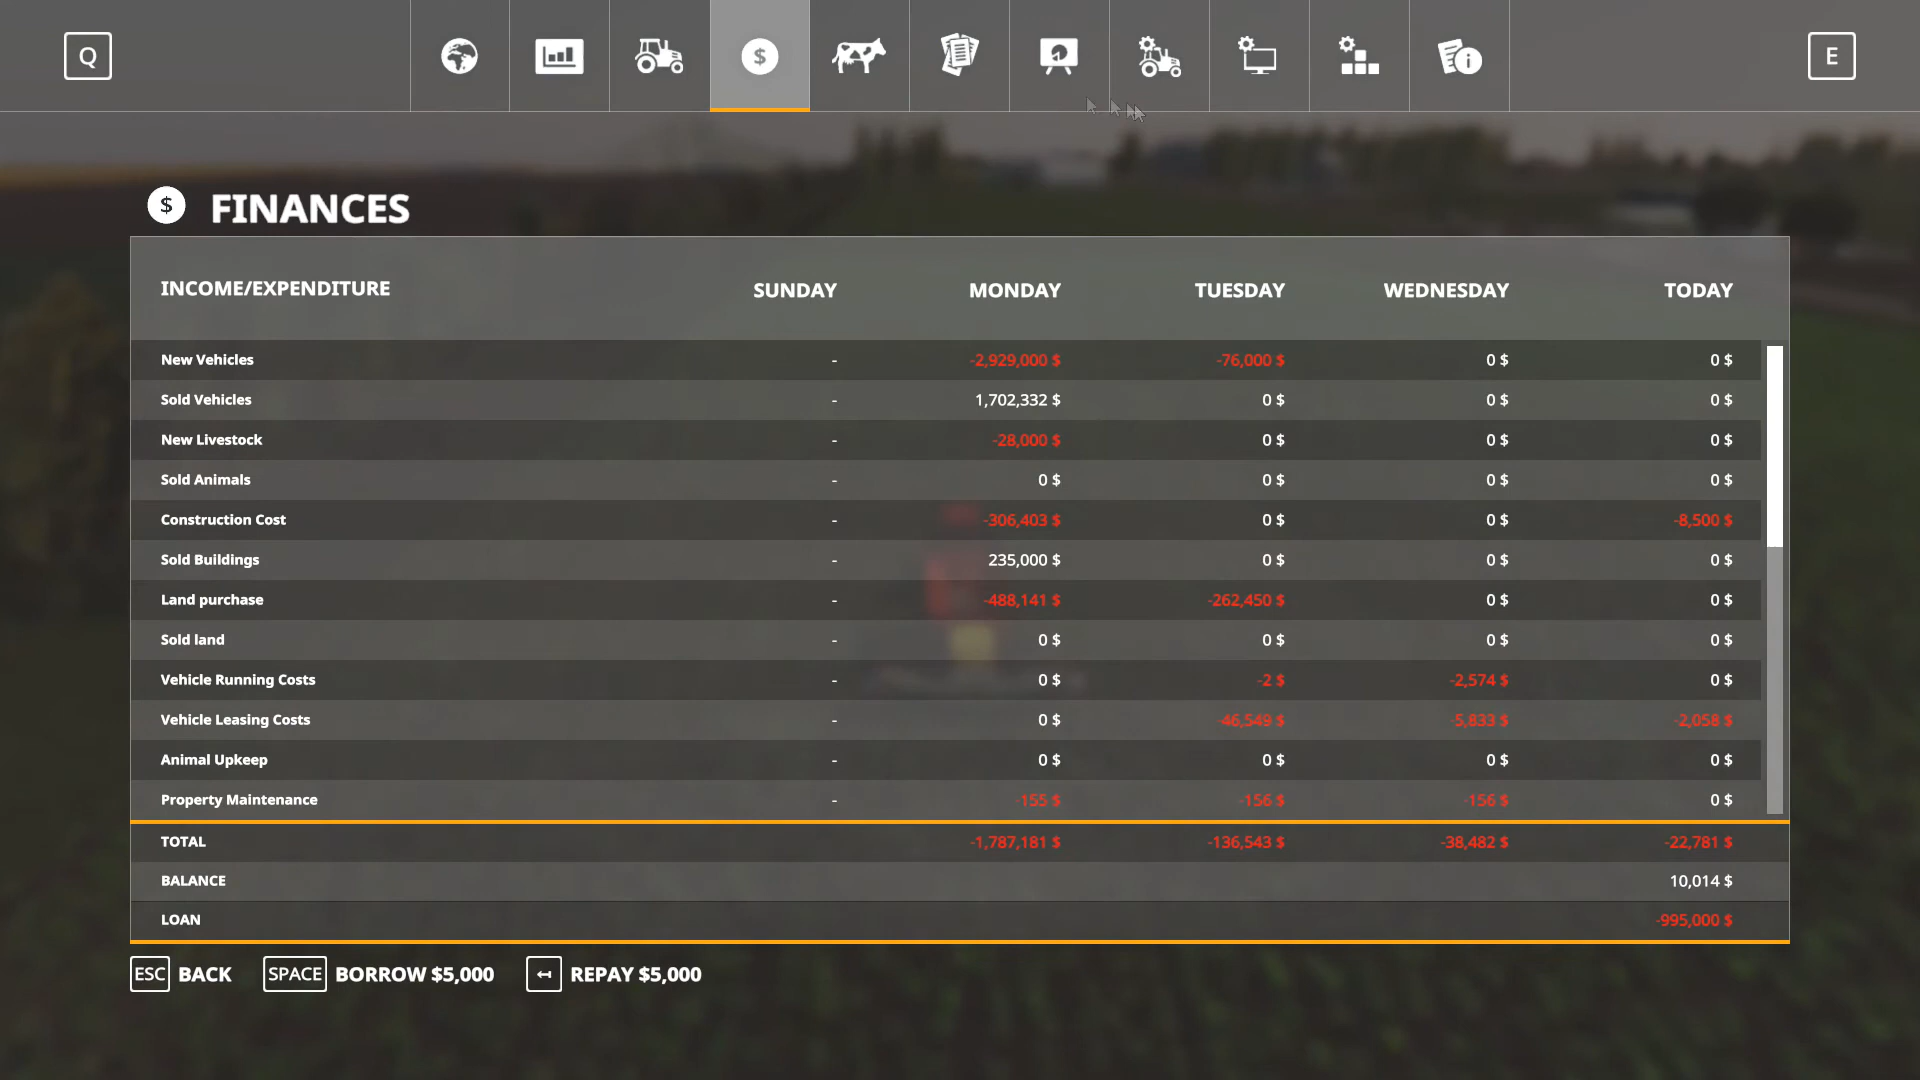 Q
E
$
$ FINANCES
INCOME/EXPENDITURE SUNDAY MONDAY TUESDAY WEDNESDAY TODAY
New Vehicles - -2,929,000 $ -76,000 $ 0 $ 0 $
Sold Vehicles - 1,702,332 $ 0 $ 0 $ 0 $
New Livestock - -28,000 $ 0 $ 0 $ 0 $
Sold Animals - 0 $ 0 $ 0 $ 0 $
Construction Cost - -306,403 $ 0 $ 0 $ -8,500 $
Sold Buildings - 235,000 $ 0 $ 0 $ 0 $
Land purchase - -488,141 $ -262,450 $ 0 $ 0 $
Sold land - 0 $ 0 $ 0 $ 0 $
Vehicle Running Costs - 0 $ -2 $ -2,574 $ 0 $
Vehicle Leasing Costs - 0 $ -46,549 $ -5,833 $ -2,058 $
Animal Upkeep - 0 $ 0 $ 0 $ 0 $
Property Maintenance - -155 $ -156 $ -156 $ 0 $
TOTAL -1,787,181 $ -136,543 $ -38,482 $ -22,781 $
BALANCE 10,014 $
LOAN -995,000 $
ESC BACK SPACE BORROW $5,000 ↔ REPAY $5,000